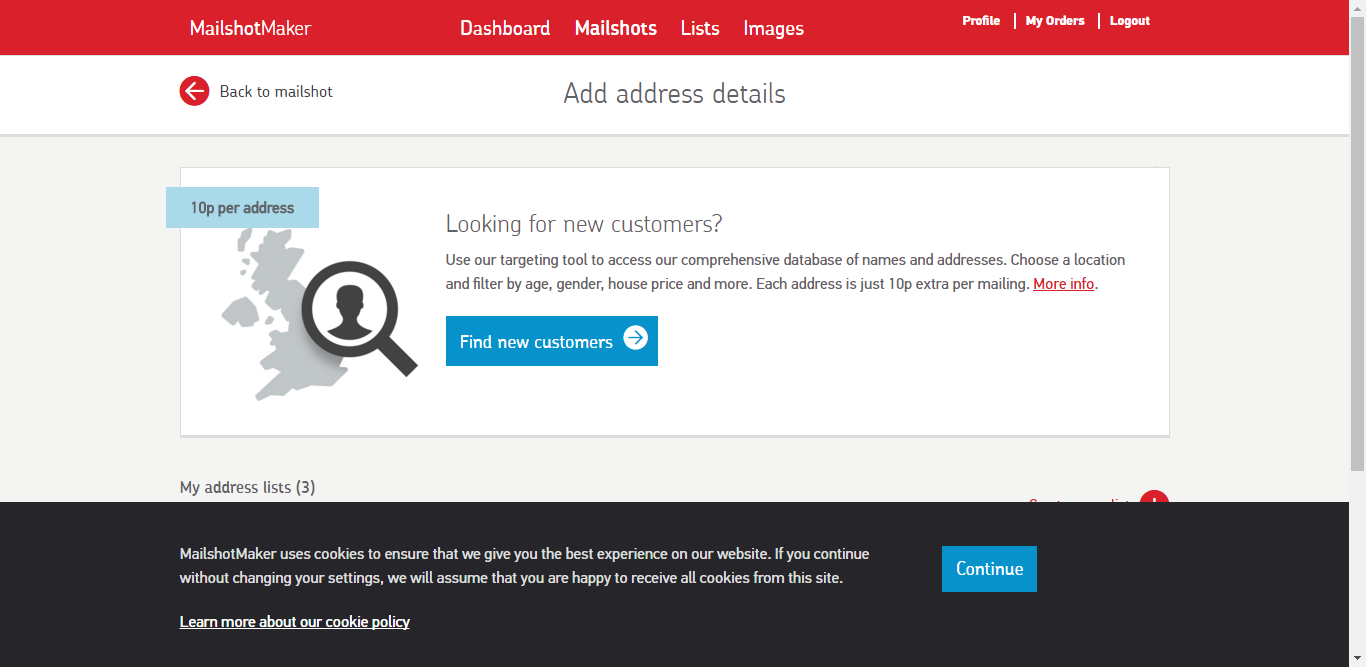 MailshotMaker
Dashboard Mailshots Lists Images
Profile My Orders Logout
Back to mailshot
Add address details
10p per address
Looking for new customers?
Use our targeting tool to access our comprehensive database of names and addresses. Choose a location
and filter by age, gender, house price and more. Each address is just 10p extra per mailing. More info.
Find new customers
My address lists (3)
MailshotMaker uses cookies to ensure that we give you the best experience on our website. If you continue
without changing your settings, we will assume that you are happy to receive all cookies from this site.
Continue
Learn more about our cookie policy